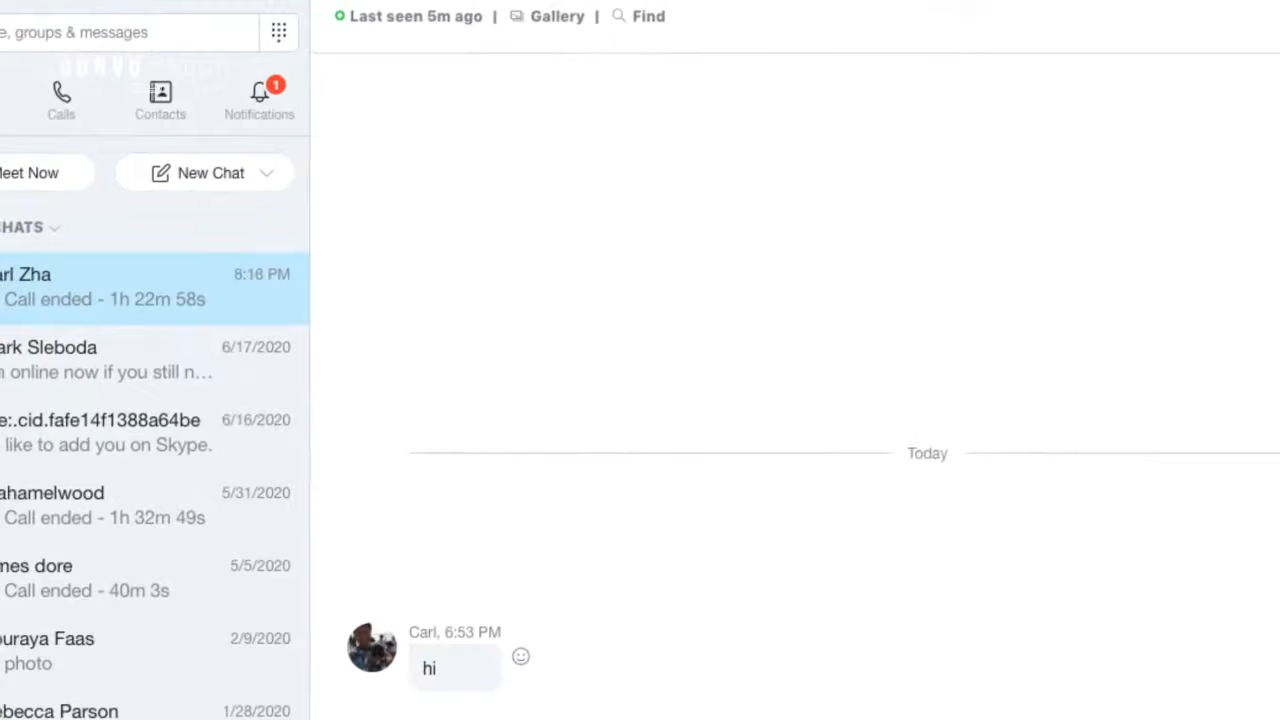 Last seen 5m ago | Gallery | Find
e, groups & messages
1
Calls Contacts Notifications
Meet Now New Chat
CHATS
arl Zha 8:16 PM
Call ended - 1h 22m 58s
ark Sleboda 6/17/2020
n online now if you still n...
e:.cid.fafe14f1388a64be 6/16/2020
like to add you on Skype.
ahamelwood 5/31/2020
Call ended - 1h 32m 49s
mes dore 5/5/2020
Call ended - 40m 3s
ouraya Faas 2/9/2020
photo
ebecca Parson 1/28/2020
Today
Carl, 6:53 PM
hi